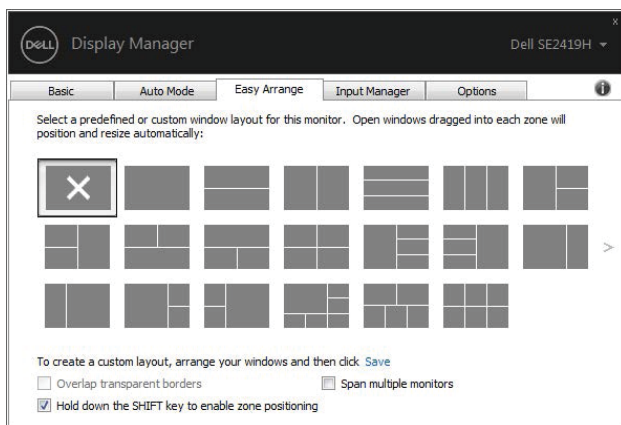 x
DELL Display Manager Dell SE2419H
Basic Auto Mode Easy Arrange Input Manager Options
Select a predefined or custom window layout for this monitor. Open windows dragged into each zone will
position and resize automatically:
To create a custom layout, arrange your windows and then click Save
Overlap transparent borders Span multiple monitors
Hold down the SHIFT key to enable zone positioning